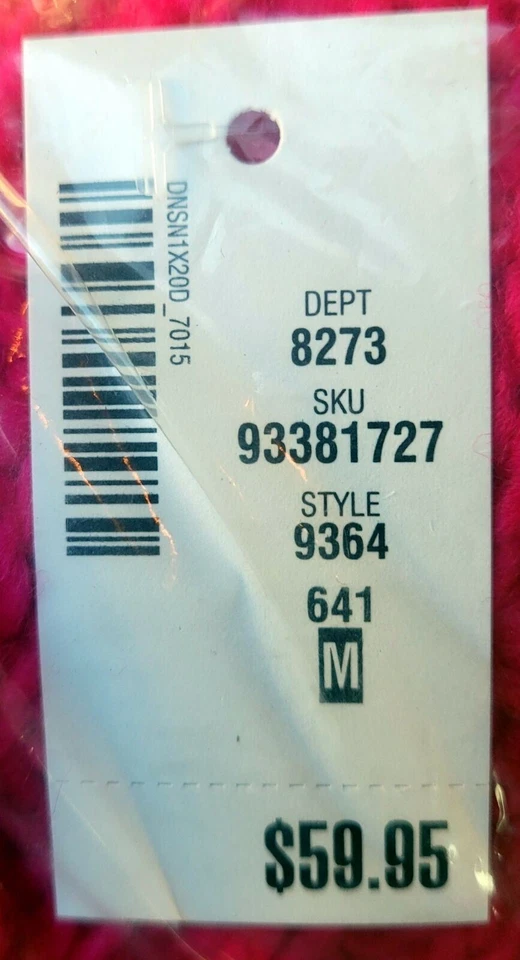 DNSN1X20D_7015
DEPT
8273
SKU
93381727
STYLE
9364
641
M
$59.95